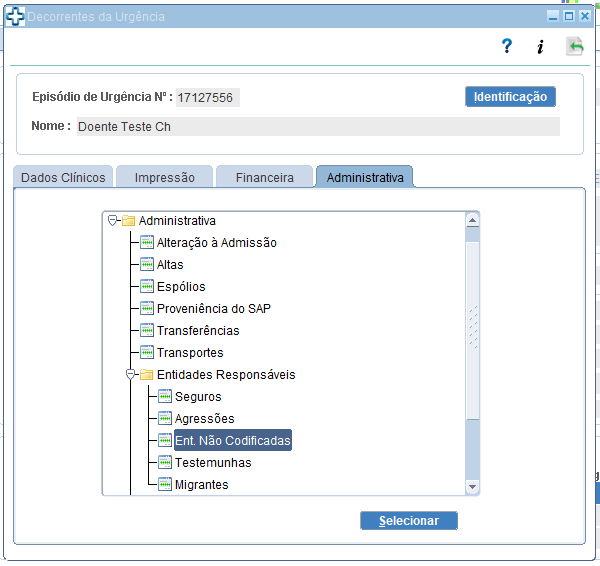 Decorrentes da Urgência
Episódio de Urgência Nº : 17127556
Identificação
Nome : Doente Teste Ch
Dados Clínicos Impressão Financeira Administrativa
Administrativa
Alteração à Admissão
Altas
Espólios
Proveniência do SAP
Transferências
Transportes
Entidades Responsáveis
Seguros
Agressões
Ent. Não Codificadas
Testemunhas
Migrantes
Selecionar